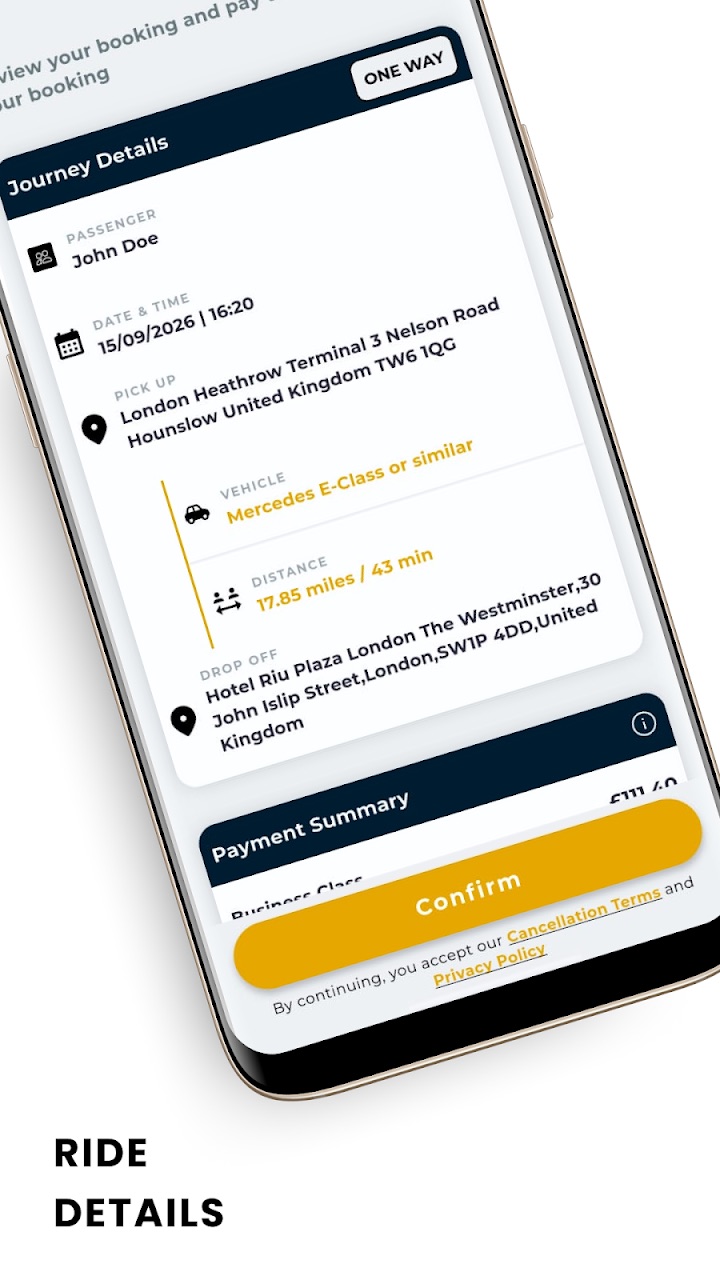 view your booking and pay
our booking
ONE WAY
Journey Details
PASSENGER
John Doe
DATE & TIME
15/09/2026 | 16:20
PICK UP
London Heathrow Terminal 3 Nelson Road
Hounslow United Kingdom TW6 1QG
VEHICLE
Mercedes E-Class or similar
DISTANCE
17.85 miles / 43 min
DROP OFF
Hotel Riu Plaza London The Westminster,30
John Islip Street,London,SW1P 4DD,United
Kingdom
Payment Summary
£111.40
Business Class
Confirm
By continuing, you accept our Cancellation Terms and
Privacy Policy
RIDE
DETAILS